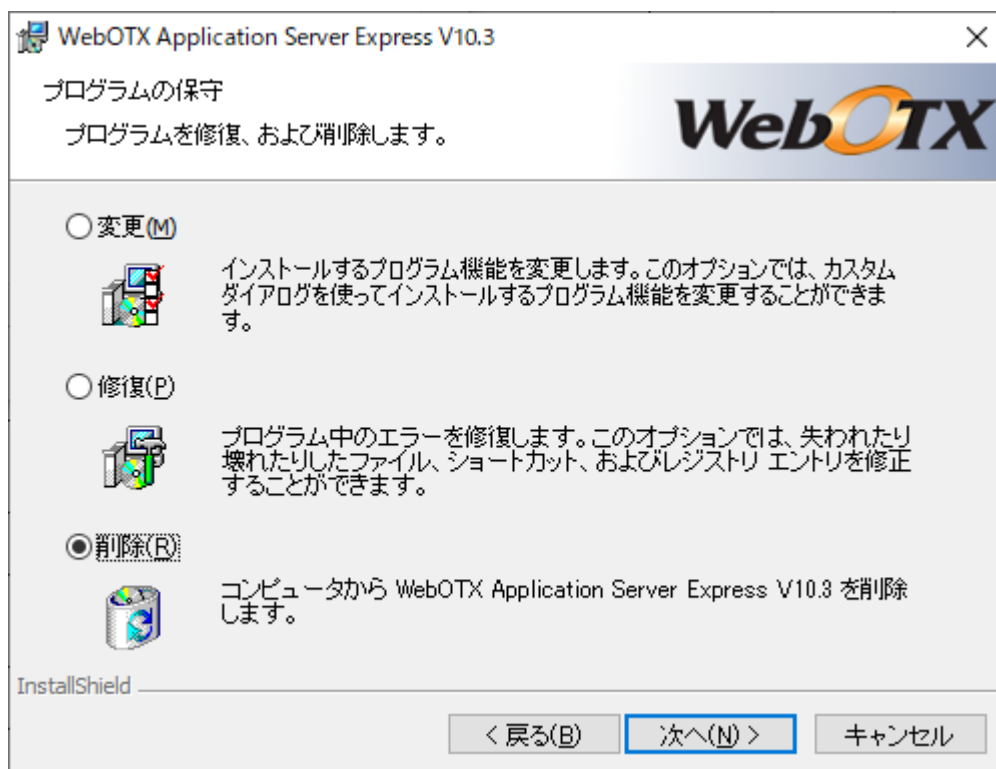 WebOTX Application Server Express V10.3
プログラムの保守
プログラムを修復、および削除します。
WebOTX
変更(M)
インストールするプログラム機能を変更します。このオプションでは、カスタム
ダイアログを使ってインストールするプログラム機能を変更することができま
す。
修復(P)
プログラム中のエラーを修復します。このオプションでは、失われたり
壊れたりしたファイル、ショートカット、およびレジストリ エントリを修正
することができます。
削除(R)
コンピュータから WebOTX Application Server Express V10.3 を削除
します。
InstallShield
< 戻る(B)
次へ(N) >
キャンセル